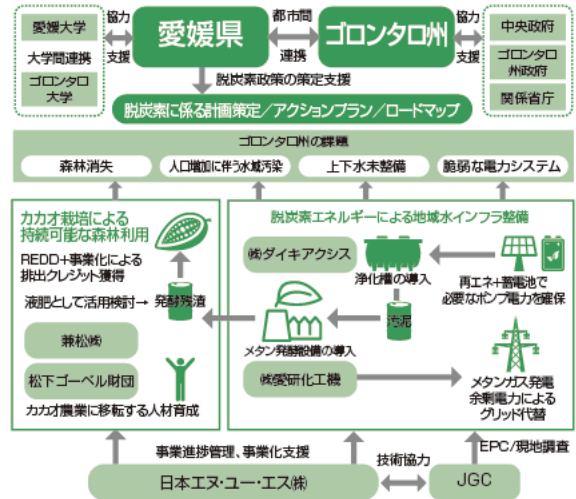 愛媛大学
大学間連携
ゴロンタロ
大学
協力
支援
愛媛県
都市間
連携
ゴロンタロ州
協力
支援
中央政府
ゴロンタロ
州政府
関係省庁
脱炭素政策の策定支援
脱炭素に係る計画策定/アクションプラン/ロードマップ
ゴロンタロ州の課題
森林消失
人口増加に伴う水域汚染
上下水未整備
脆弱な電力システム
カカオ栽培による
持続可能な森林利用
REDD+事業化による
排出クレジット獲得
液肥として活用検討→
発酵残渣
兼松㈱
松下ゴーベル財団
カカオ農業に移転する人材育成
脱炭素エネルギーによる地域水インフラ整備
㈱ダイキアクシス
浄化槽の導入
再エネ+蓄電池で
必要なポンプ電力を確保
汚泥
メタン発酵設備の導入
㈱愛研化工機
メタンガス発電
余剰電力による
グリッド代替
事業進捗管理、事業化支援
EPC/現地調査
日本エヌ・ユー・エス㈱
技術協力
JGC